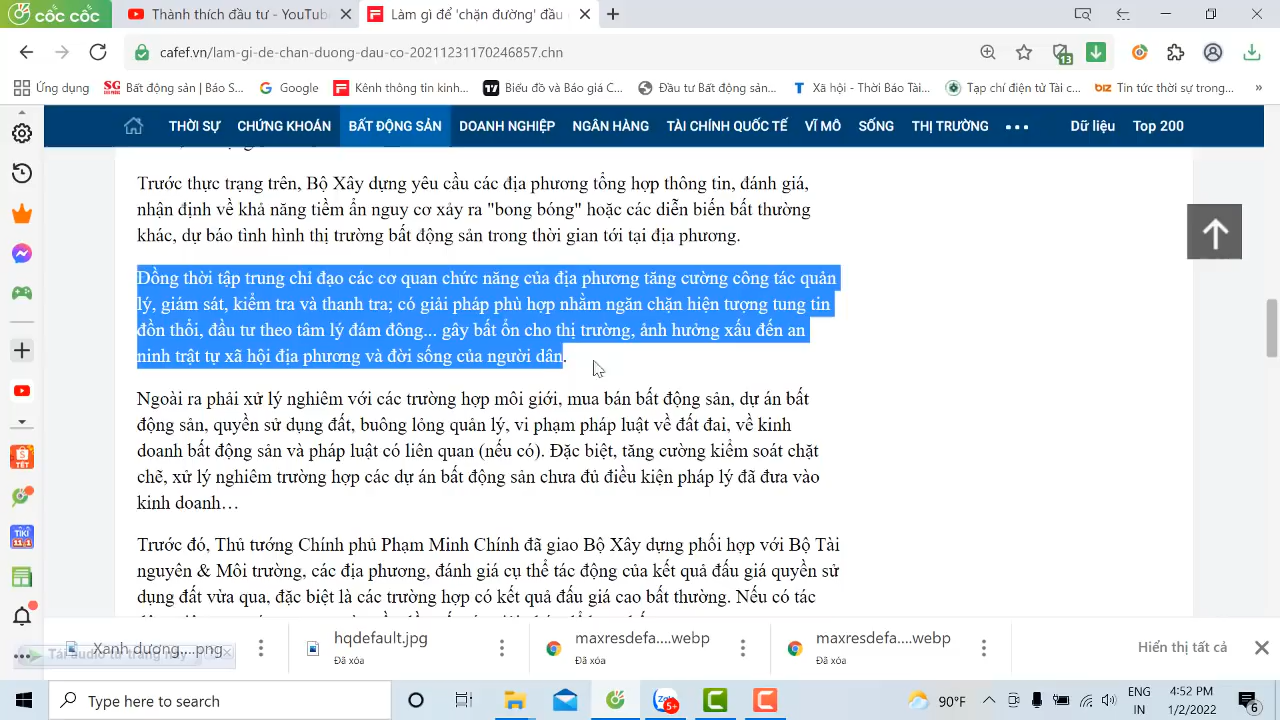 cốc cốc
Thành thích đầu tư - YouTube
Làm gì để 'chặn đường' đầu
cafef.vn/lam-gi-de-chan-duong-dau-co-20211231170246857.chn
13
Ứng dụng
Bất động sản | Báo S...
Google
Kênh thông tin kinh...
Biểu đồ và Báo giá C...
Đầu tư Bất động sản...
Xã hội - Thời Báo Tài...
Tạp chí điện tử Tài c...
Tin tức thời sự trong...
THỜI SỰ
CHỨNG KHOÁN
BẤT ĐỘNG SẢN
DOANH NGHIỆP
NGÂN HÀNG
TÀI CHÍNH QUỐC TẾ
VĨ MÔ
SỐNG
THỊ TRƯỜNG
Dữ liệu
Top 200
Trước thực trạng trên, Bộ Xây dựng yêu cầu các địa phương tổng hợp thông tin, đánh giá,
nhận định về khả năng tiềm ẩn nguy cơ xảy ra "bong bóng" hoặc các diễn biến bất thường
khác, dự báo tình hình thị trường bất động sản trong thời gian tới tại địa phương.
Đồng thời tập trung chỉ đạo các cơ quan chức năng của địa phương tăng cường công tác quản
lý, giám sát, kiểm tra và thanh tra; có giải pháp phù hợp nhằm ngăn chặn hiện tượng tung tin
đồn thổi, đầu tư theo tâm lý đám đông... gây bất ổn cho thị trường, ảnh hưởng xấu đến an
ninh trật tự xã hội địa phương và đời sống của người dân.
Ngoài ra phải xử lý nghiêm với các trường hợp môi giới, mua bán bất động sản, dự án bất
động sản, quyền sử dụng đất, buông lỏng quản lý, vi phạm pháp luật về đất đai, về kinh
doanh bất động sản và pháp luật có liên quan (nếu có). Đặc biệt, tăng cường kiểm soát chặt
chẽ, xử lý nghiêm trường hợp các dự án bất động sản chưa đủ điều kiện pháp lý đã đưa vào
kinh doanh…
Trước đó, Thủ tướng Chính phủ Phạm Minh Chính đã giao Bộ Xây dựng phối hợp với Bộ Tài
nguyên & Môi trường, các địa phương, đánh giá cụ thể tác động của kết quả đấu giá quyền sử
dụng đất vừa qua, đặc biệt là các trường hợp có kết quả đấu giá cao bất thường. Nếu có tác
Xanh dương,...png
Tải audio từ trang này
hqdefault.jpg
Đã xóa
maxresdefa....webp
Đã xóa
maxresdefa....webp
Đã xóa
Hiển thị tất cả
Type here to search
5+
90°F
ENG
IN
4:52 PM
1/2/2022
6